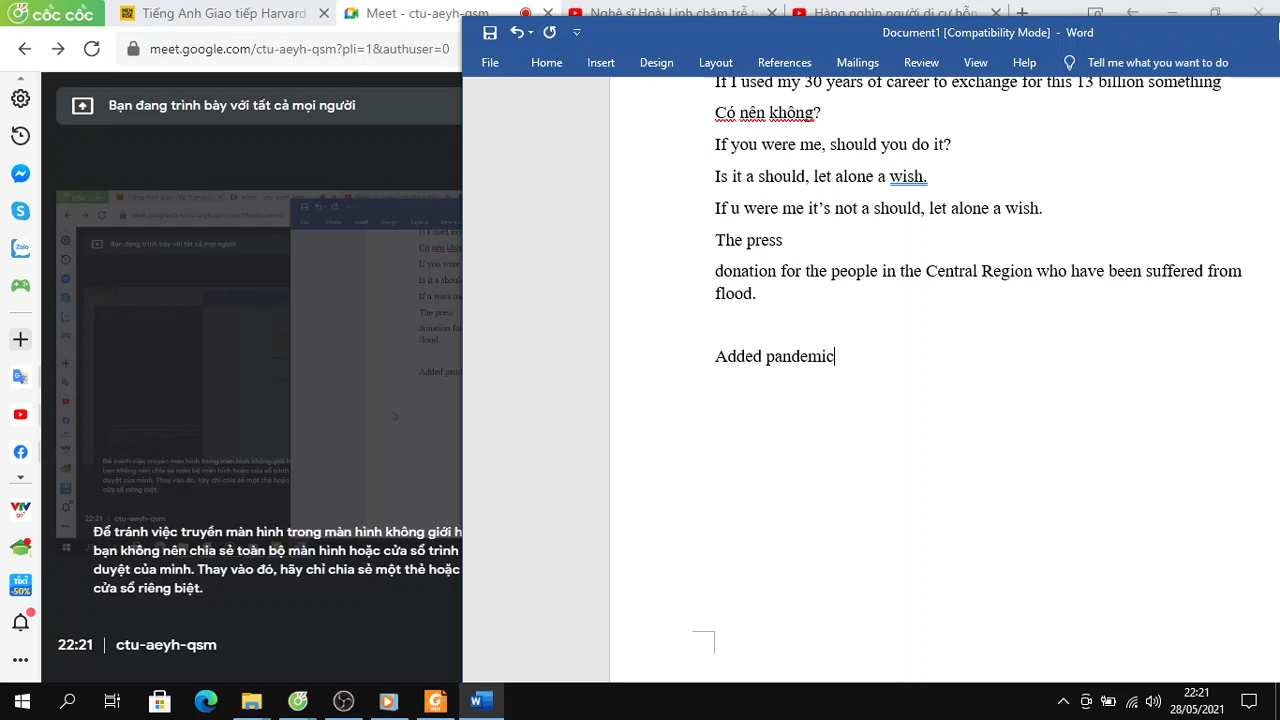 CỐC CỐC
Tiếng Anh Giao tiếp Harvard
Meet - ctu-aeyh-qsm
Nghệ sĩ Hoài Linh trễ
meet.google.com/ctu-aeyh-qsm?pli=1&authuser=0
Document1 [Compatibility Mode] - Word
File Home Insert Design Layout References Mailings Review View Help Tell me what you want to do
Bạn đang trình bày với tất cả mọi người
If I used my 30 years of career to exchange for this 13 billion something
Có nên không?
If you were me, should you do it?
Is it a should, let alone a wish.
If u were me it's not a should, let alone a wish.
The press
donation for the people in the Central Region who have been suffered from
flood.
Added pandemic
Để tránh việc truyền màn hình trong màn hình không giới h
bạn không nên chia sẻ toàn bộ màn hình hoặc cửa sổ trình
duyệt của mình. Thay vào đó, hãy chỉ chia sẻ một thẻ hoặc
cửa sổ riêng biệt.
22:21 ctu-aeyh-qsm
Zalo
VTV
go
TIKI
-50%
22:21
28/05/2021